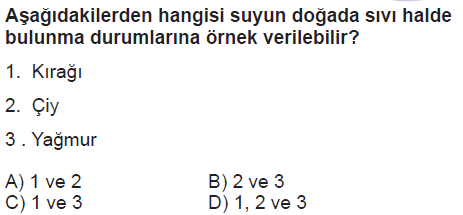 Aşağıdakilerden hangisi suyun doğada sıvı halde
bulunma durumlarına örnek verilebilir?
1. Kırağı
2. Çiy
3 . Yağmur
A) 1 ve 2 B) 2 ve 3
C) 1 ve 3 D) 1, 2 ve 3